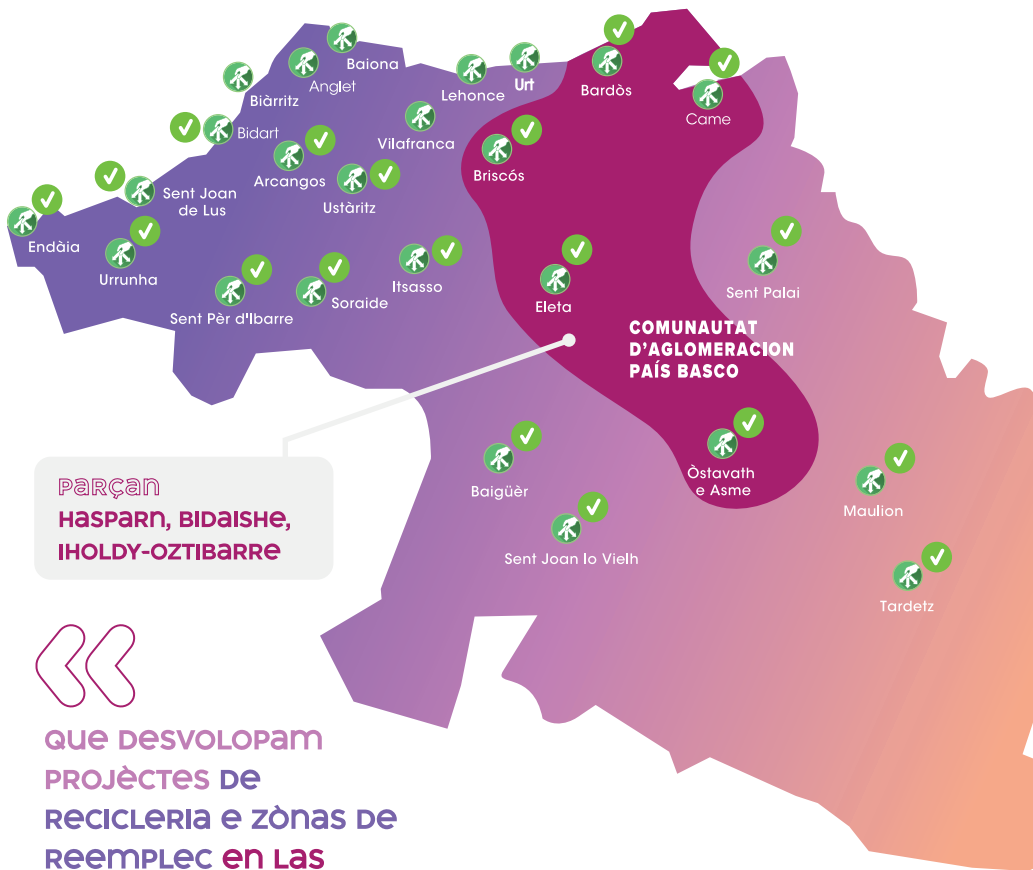 Baiona
Anglet
Biàrritz
Bidart
Lehonce
Urt
Bardòs
Came
Vilafranca
Briscós
Arcangos
Ustàritz
Sent Joan
de Lus
Endàia
Urrunha
Sent Pèr d'Ibarre
Soraide
Itsasso
Eleta
Sent Palai
COMUNAUTAT
D'AGLOMERACION
PAÍS BASCO
Òstavath
e Asme
Baigüèr
Sent Joan lo Vielh
Maulion
Tardetz
Parçan
Hasparn, Bidaishe,
Iholdy-Oztibarre
Que desvolopam
projèctes de
recicleria e zònas de
reemplec en las